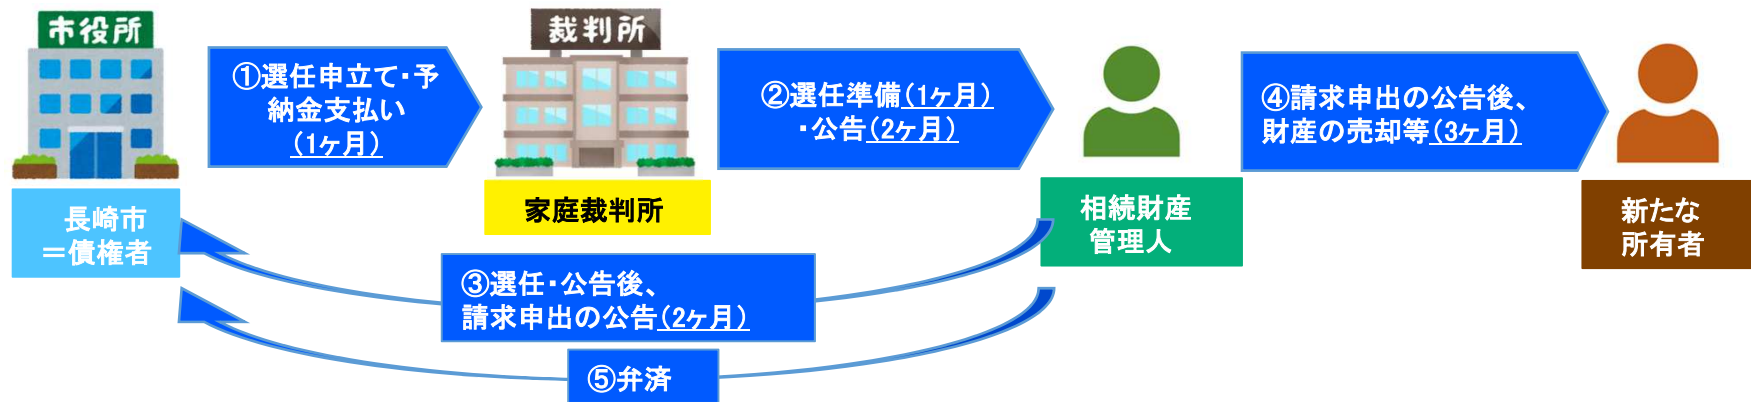 市役所
①選任申立て・予
納金支払い
(1ヶ月)
裁判所
②選任準備(1ヶ月)
・公告(2ヶ月)
④請求申出の公告後、
財産の売却等(3ヶ月)
長崎市
＝債権者
家庭裁判所
相続財産
管理人
新たな
所有者
③選任・公告後、
請求申出の公告(2ヶ月)
⑤弁済